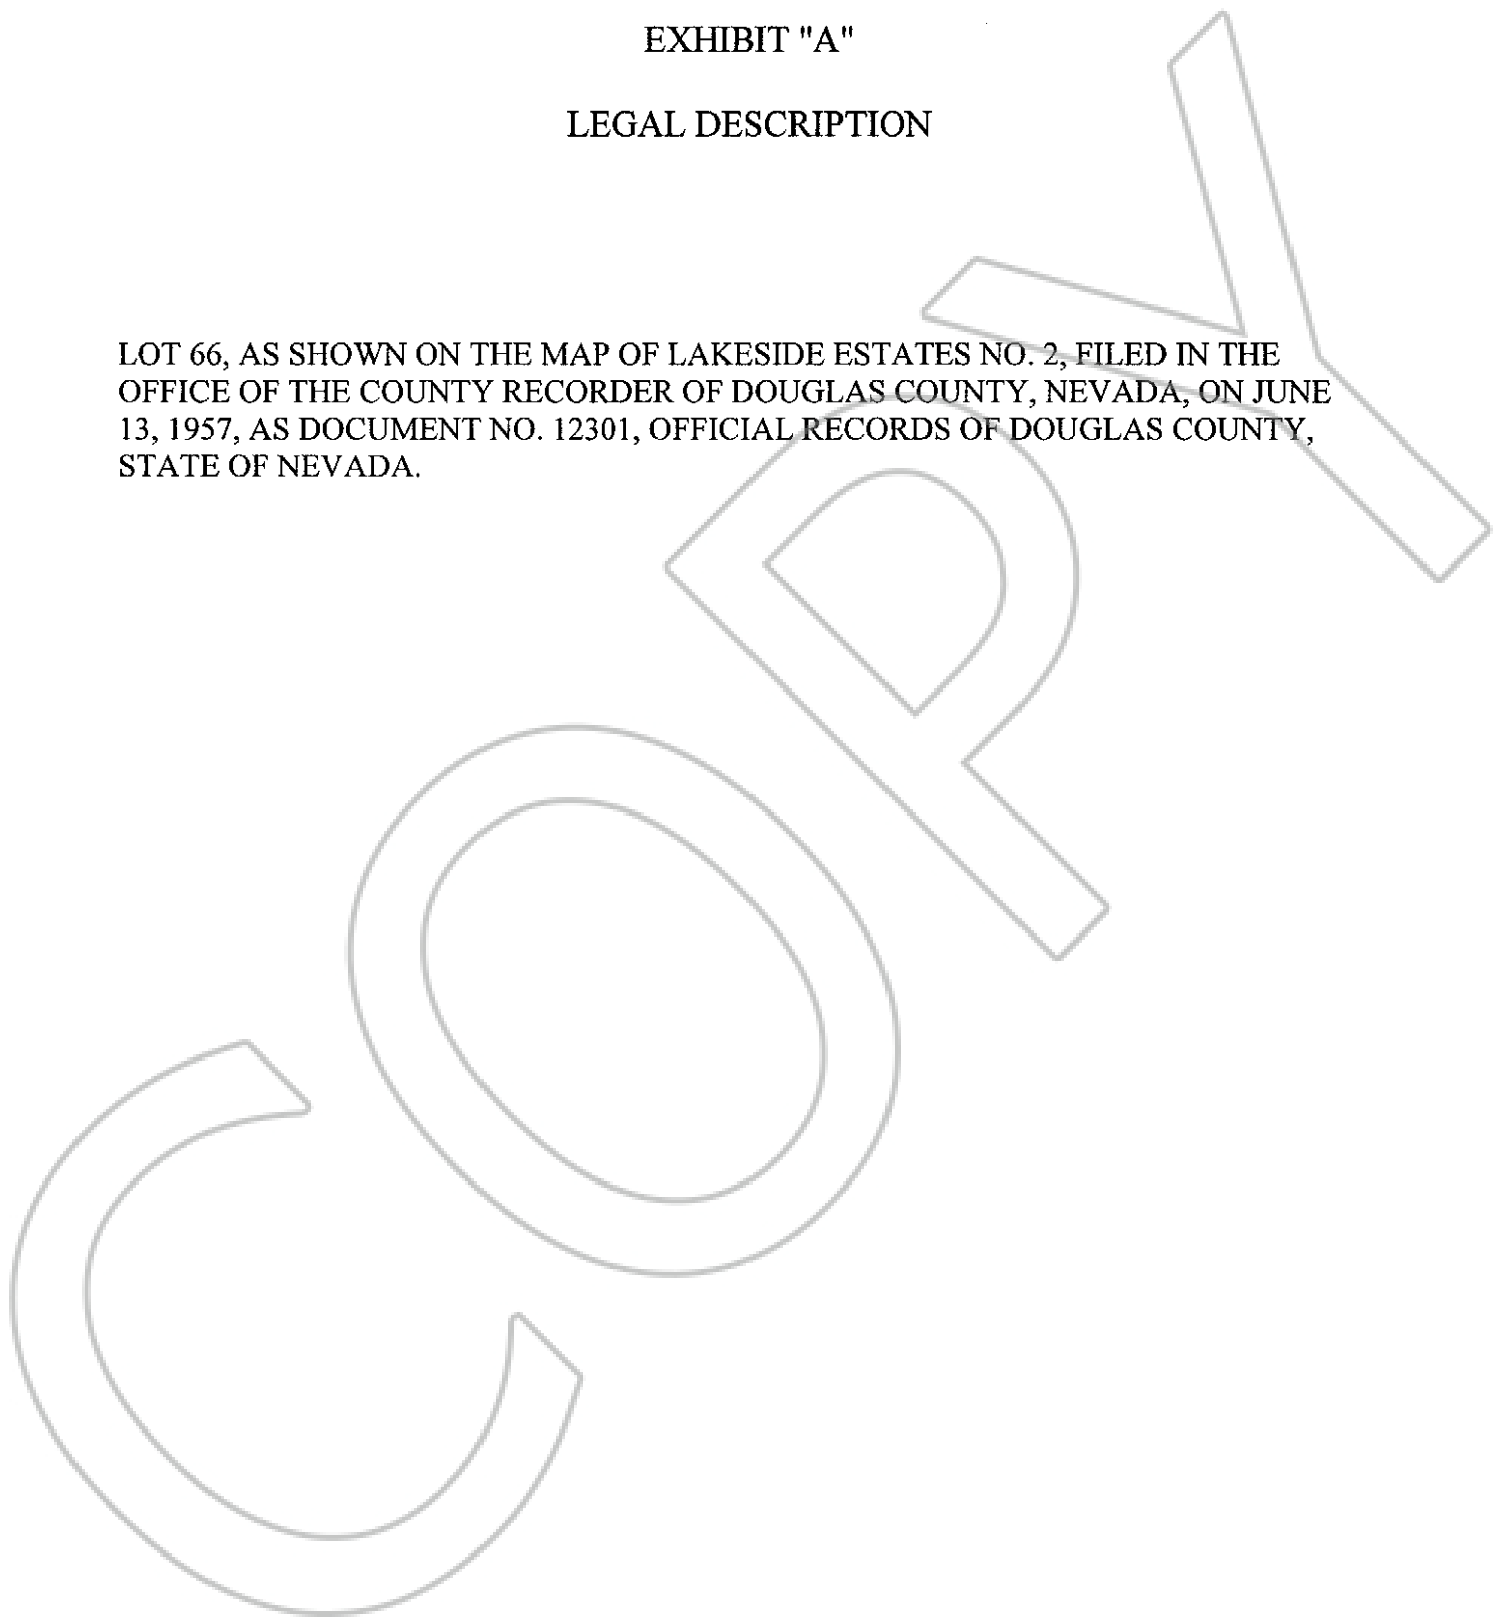 EXHIBIT "A"
LEGAL DESCRIPTION
LOT 66, AS SHOWN ON THE MAP OF LAKESIDE ESTATES NO. 2, FILED IN THE
OFFICE OF THE COUNTY RECORDER OF DOUGLAS COUNTY, NEVADA, ON JUNE
13, 1957, AS DOCUMENT NO. 12301, OFFICIAL RECORDS OF DOUGLAS COUNTY,
STATE OF NEVADA.
COPY